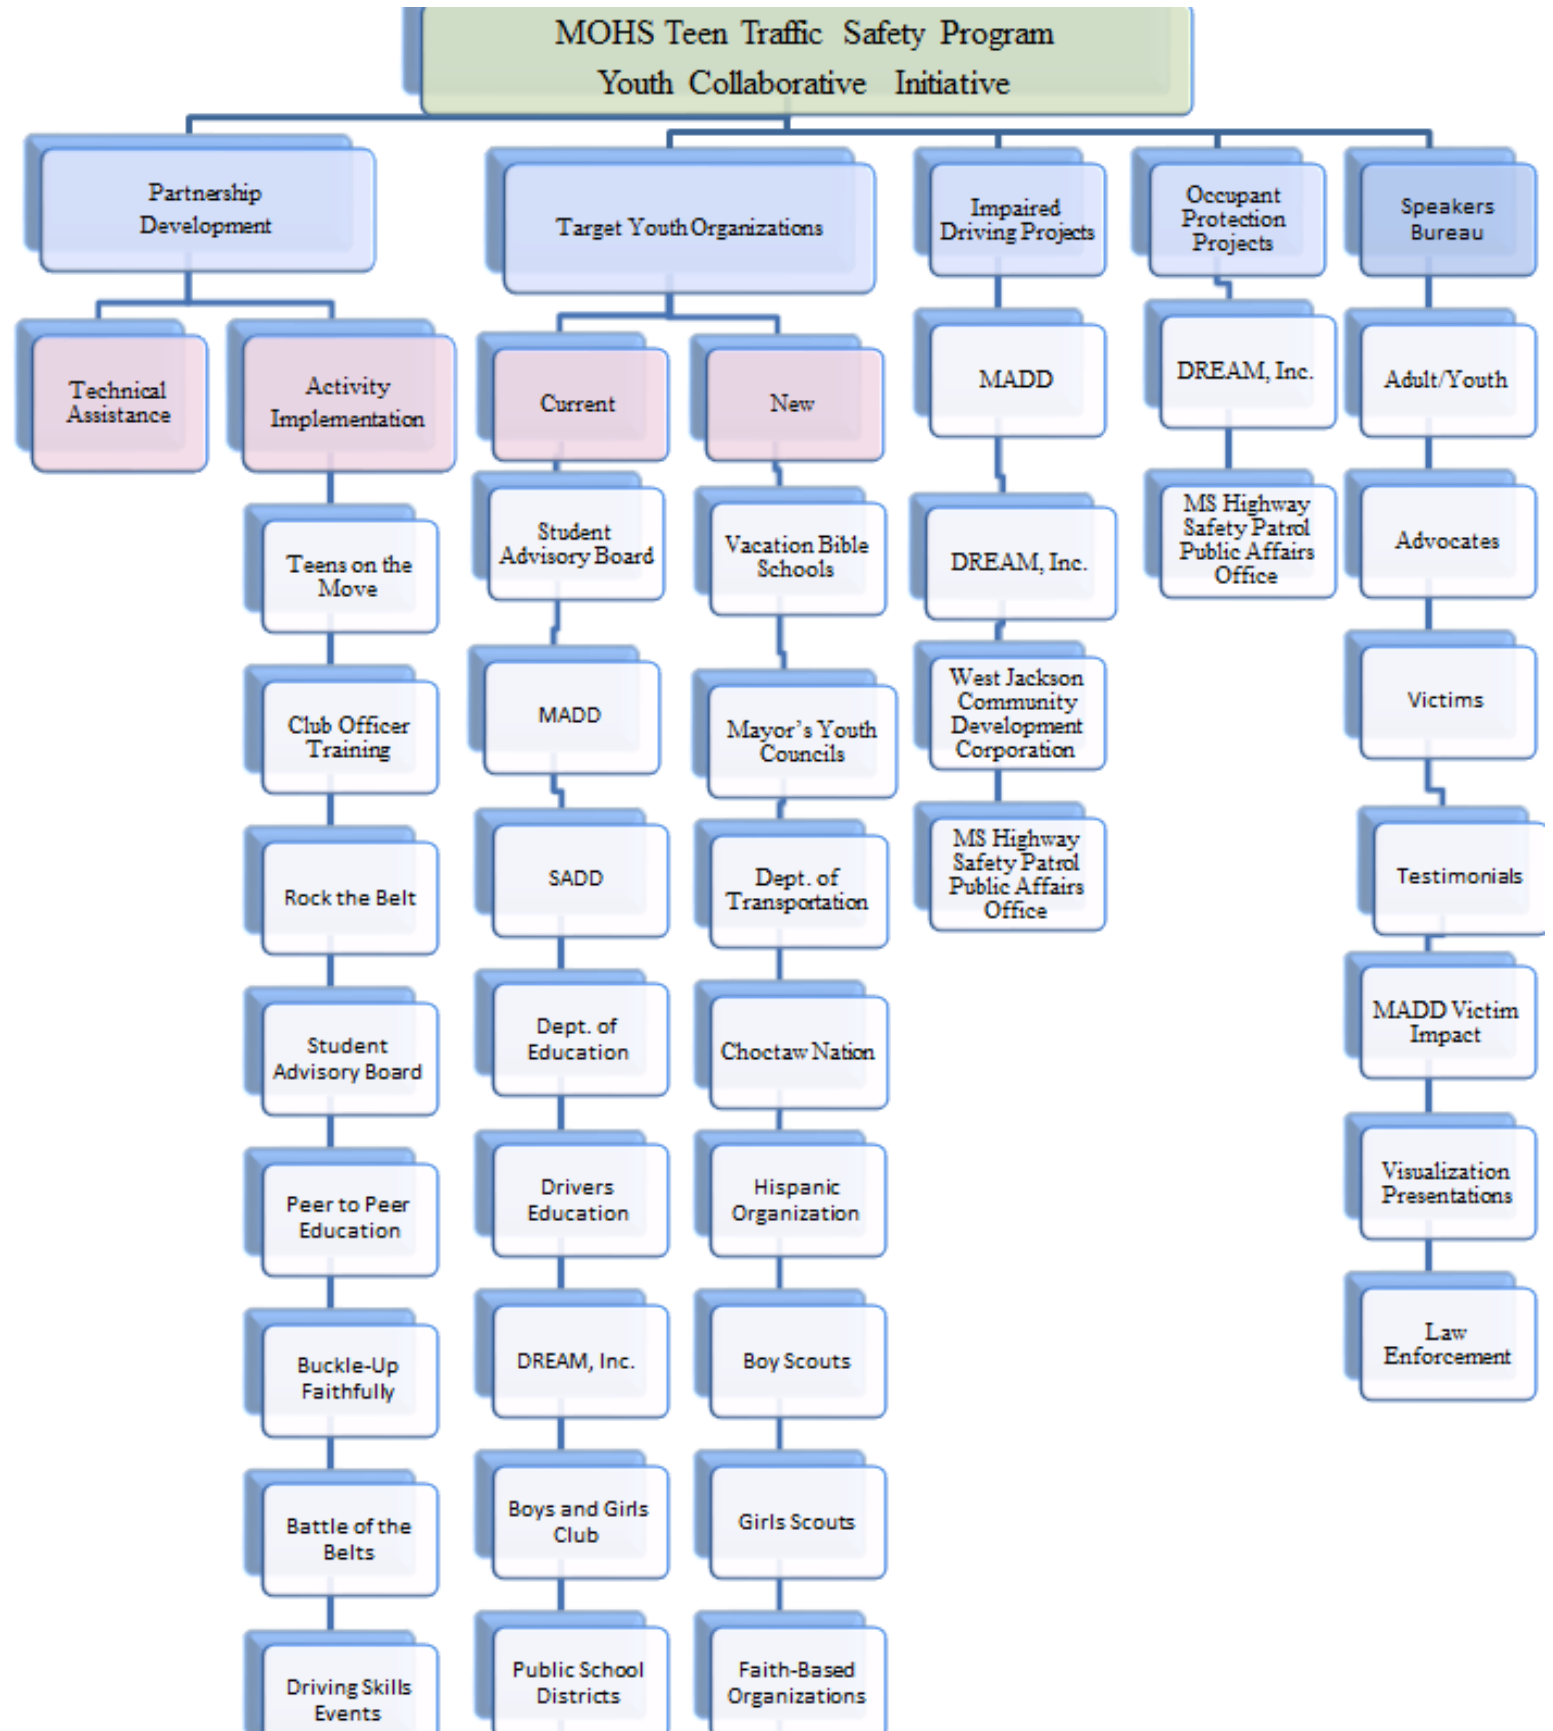 MOHS Teen Traffic Safety Program
Youth Collaborative Initiative
Partnership
Development
Technical
Assistance
Activity
Implementation
Teens on the
Move
Club Officer
Training
Rock the Belt
Student
Advisory Board
Peer to Peer
Education
Buckle-Up
Faithfully
Battle of the
Belts
Driving Skills
Events
Target Youth Organizations
Current
Student
Advisory Board
MADD
SADD
Dept. of
Education
Drivers
Education
DREAM, Inc.
Boys and Girls
Club
Public School
Districts
New
Vacation Bible
Schools
Mayor’s Youth
Councils
Dept. of
Transportation
Choctaw Nation
Hispanic
Organization
Boy Scouts
Girls Scouts
Faith-Based
Organizations
Impaired
Driving Projects
MADD
DREAM, Inc.
West Jackson
Community
Development
Corporation
MS Highway
Safety Patrol
Public Affairs
Office
Occupant
Protection
Projects
DREAM, Inc.
MS Highway
Safety Patrol
Public Affairs
Office
Speakers
Bureau
Adult/Youth
Advocates
Victims
Testimonials
MADD Victim
Impact
Visualization
Presentations
Law
Enforcement